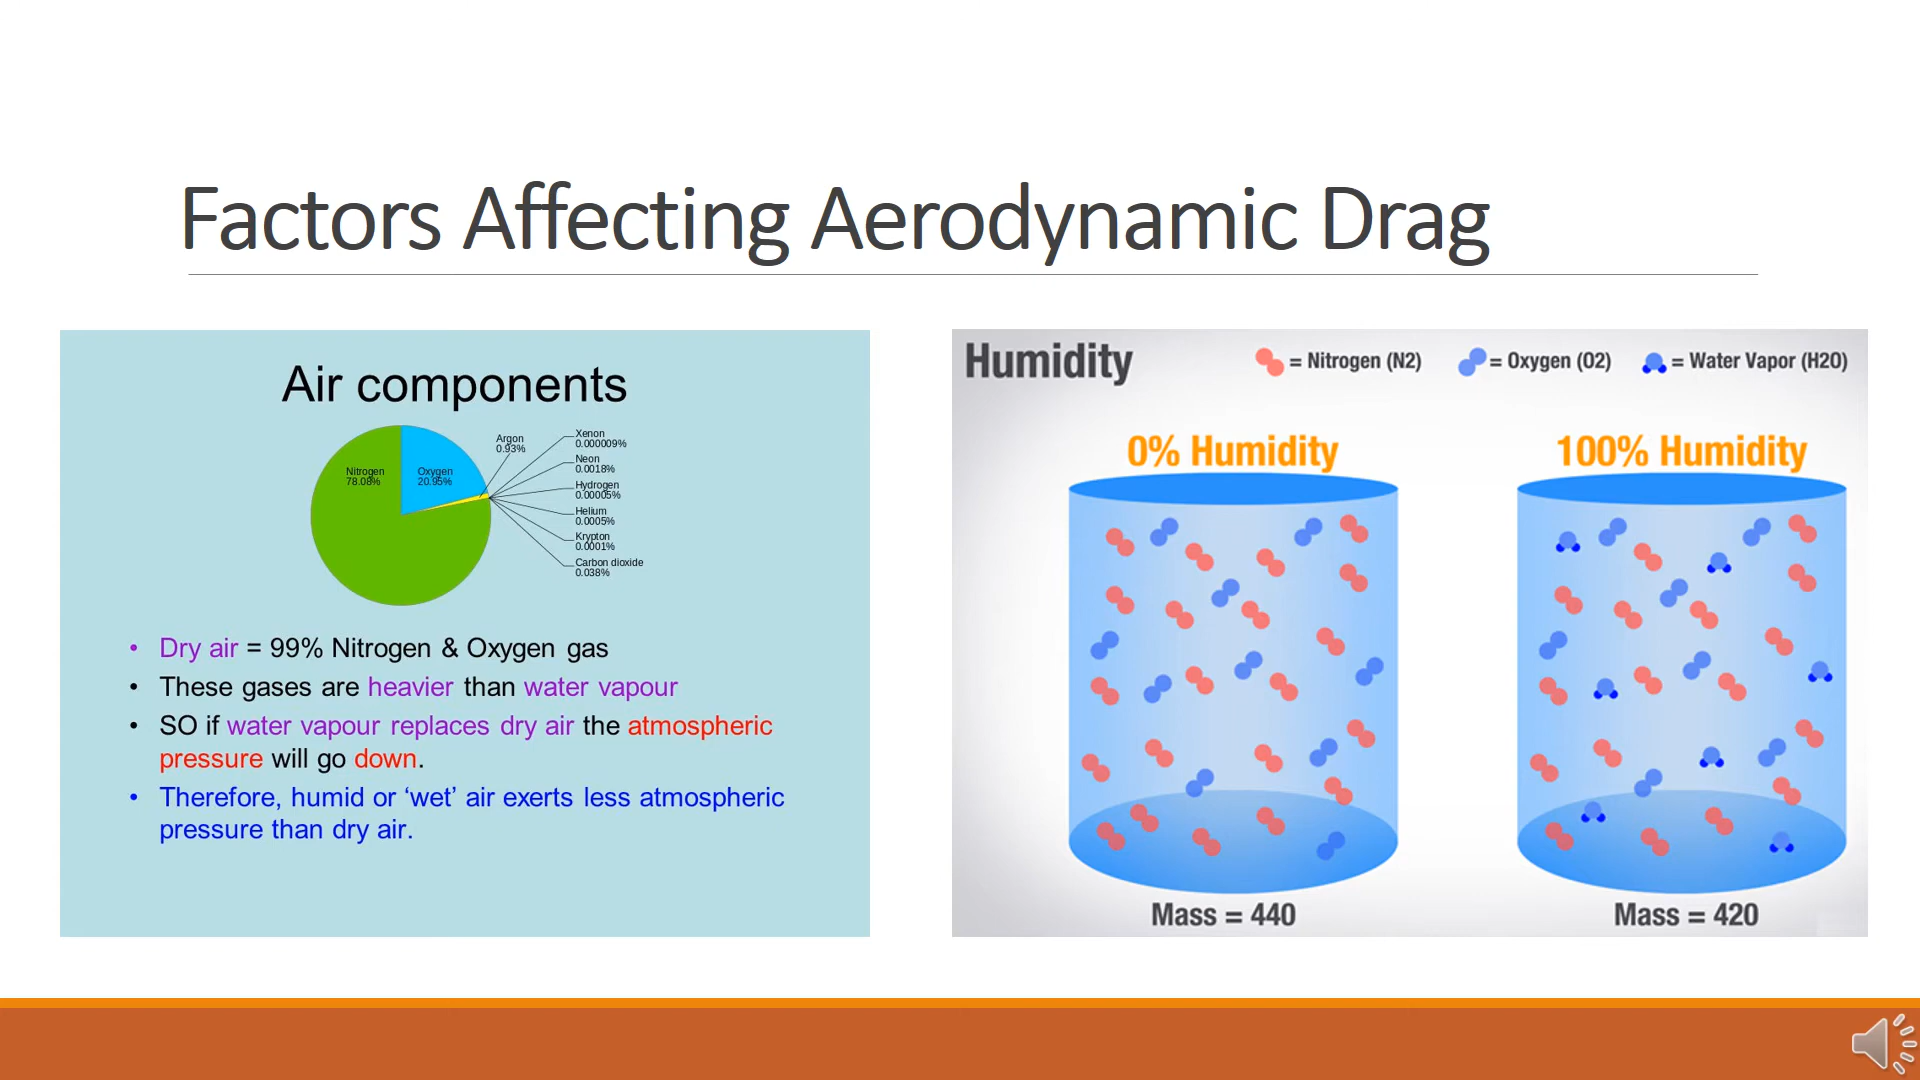 Factors Affecting Aerodynamic Drag
Air components
Nitrogen
78.08%
Oxygen
20.95%
Argon
0.93%
Xenon
0.000009%
Neon
0.0018%
Hydrogen
0.00005%
Helium
0.0005%
Krypton
0.0001%
Carbon dioxide
0.038%
• Dry air = 99% Nitrogen & Oxygen gas
• These gases are heavier than water vapour
• SO if water vapour replaces dry air the atmospheric
pressure will go down.
• Therefore, humid or ‘wet’ air exerts less atmospheric
pressure than dry air.
Humidity
= Nitrogen (N2)
= Oxygen (O2)
= Water Vapor (H2O)
0% Humidity
100% Humidity
Mass = 440
Mass = 420